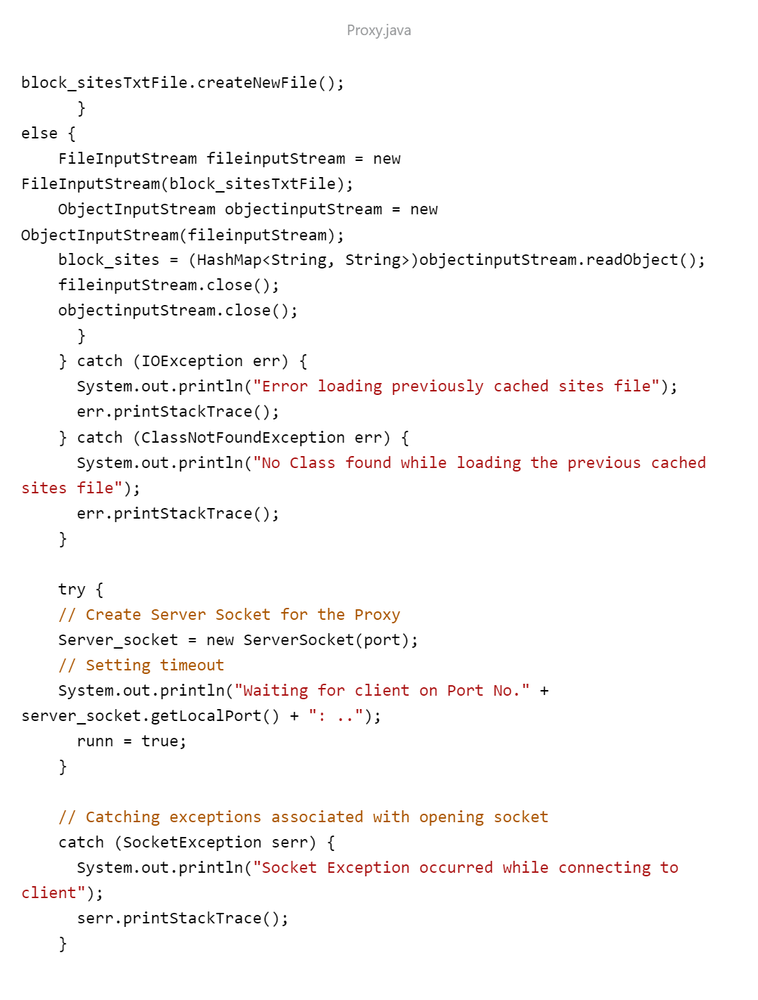 Proxy.java
block_sitesTxtFile.createNewFile();
}
else {
FileInputStream fileinputStream = new
FileInputStream(block_sitesTxtFile);
ObjectInputStream objectinputStream = new
ObjectInputStream(fileinputStream);
block_sites = (HashMap<String, String>)objectinputStream.readObject();
fileinputStream.close();
objectinputStream.close();
}
} catch (IOException err) {
System.out.println("Error loading previously cached sites file");
err.printStackTrace();
} catch (ClassNotFoundException err) {
System.out.println("No Class found while loading the previous cached
sites file");
err.printStackTrace();
}
try {
// Create Server Socket for the Proxy
Server_socket = new ServerSocket(port);
// Setting timeout
System.out.println("Waiting for client on Port No." +
server_socket.getLocalPort() + ": ..");
runn = true;
}
// Catching exceptions associated with opening socket
catch (SocketException serr) {
System.out.println("Socket Exception occurred while connecting to
client");
serr.printStackTrace();
}